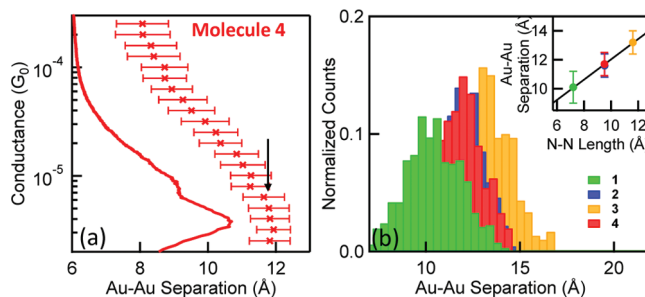 Molecule 4
Conductance (G0)
10-4
10-5
(a)
6 8 10 12
Au-Au Separation (Å)
Normalized Counts
0.2
0.1
0.0
(b)
10 15 20
Au-Au Separation (Å)
Au-Au
Separation (Å)
14
12
10
6 8 10 12
N-N Length (Å)
1
2
3
4